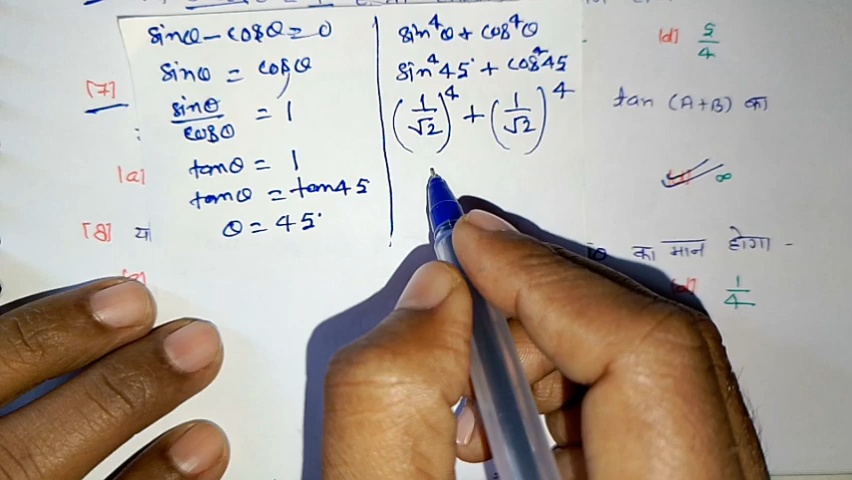 sinθ - cosθ = 0
sinθ = cosθ
sinθ/cosθ = 1
tanθ = 1
tanθ = tan45
θ = 45°
sin⁴θ + cos⁴θ
sin⁴45° + cos⁴45
(1/√2)⁴ + (1/√2)⁴
[d] 5/4
[7]
tan (A+B) का
[a]
∞
[8] य
θ का मान होगा -
[d] 1/4